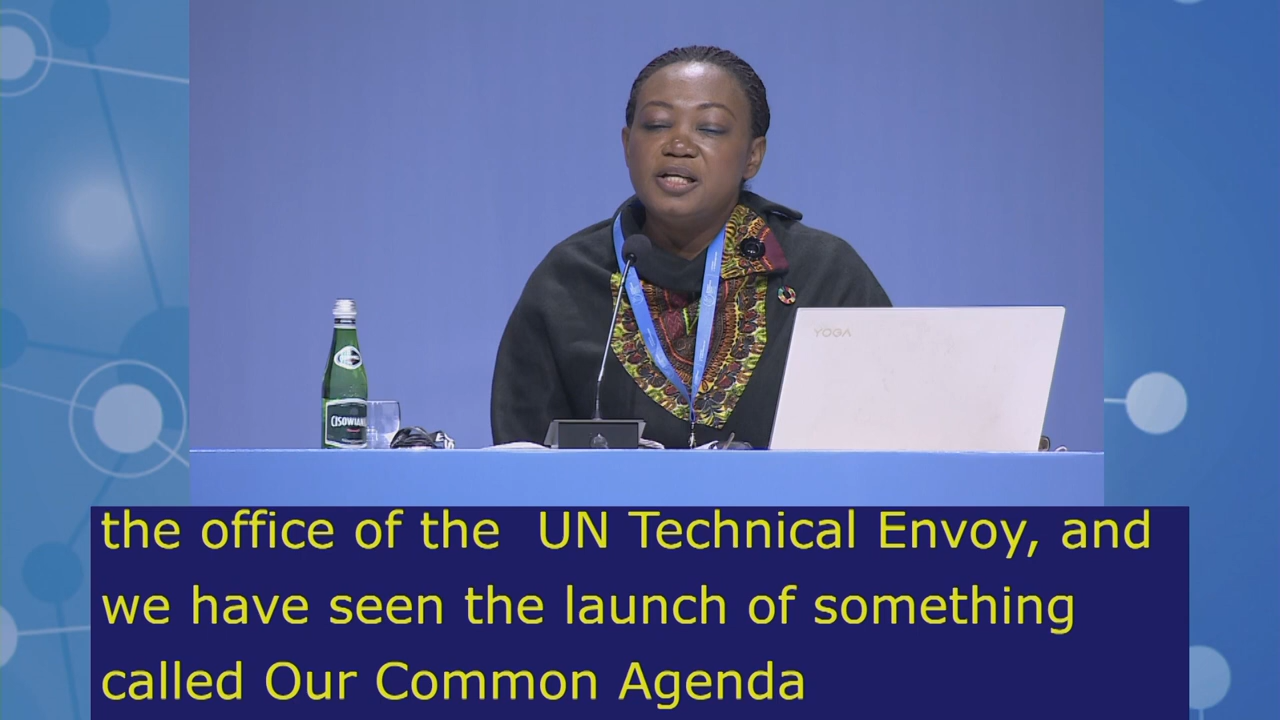 YOGA
CISOWIAN
the office of the  UN Technical Envoy, and
we have seen the launch of something
called Our Common Agenda